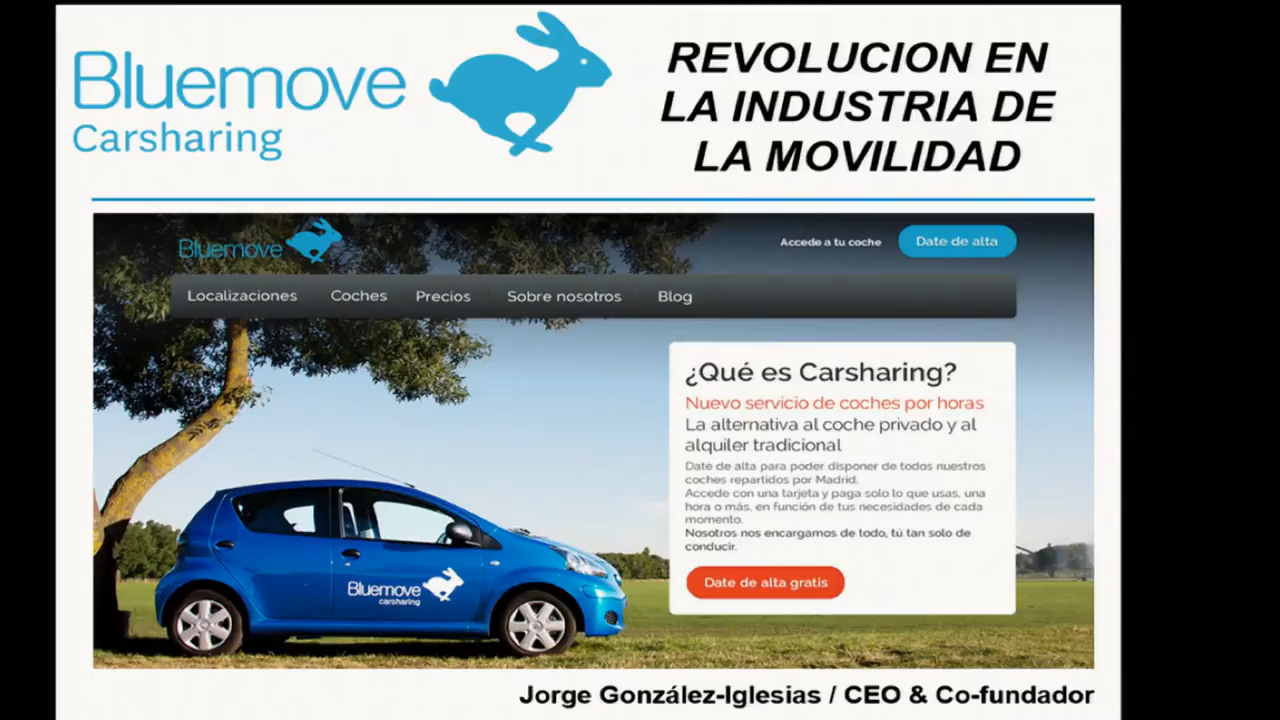 Bluemove
Carsharing
REVOLUCION EN
LA INDUSTRIA DE
LA MOVILIDAD
Bluemove
Accede a tu coche
Date de alta
Localizaciones
Coches
Precios
Sobre nosotros
Blog
¿Qué es Carsharing?
Nuevo servicio de coches por horas
La alternativa al coche privado y al
alquiler tradicional
Date de alta para poder disponer de todos nuestros
coches repartidos por Madrid.
Accede con una tarjeta y paga solo lo que usas, una
hora o más, en función de tus necesidades de cada
momento.
Nosotros nos encargamos de todo, tú tan solo de
conducir.
Date de alta gratis
Bluemove
carsharing
Jorge González-Iglesias / CEO & Co-fundador